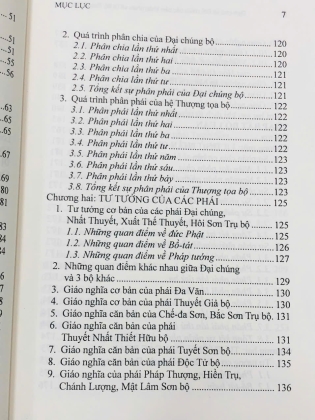 MỤC LỤC 7
2. Quá trình phân chia của Đại chúng bộ 120
2.1. Phân chia lần thứ nhất 120
2.2. Phân chia lần thứ hai 120
2.3. Phân chia lần thứ ba 121
2.4. Phân chia lần thứ tư 121
2.5. Tổng kết sự phân phái của Đại chúng bộ 121
3. Quá trình phân phái của hệ Thượng tọa bộ 122
3.1. Phân phái lần thứ nhất 122
3.2. Phân phái lần thứ hai 122
3.3. Phân phái lần thứ ba 122
3.4. Phân phái lần thứ tư 122
3.5. Phân phái lần thứ năm 123
3.6. Phân phái lần thứ sáu 123
3.7. Phân phái lần thứ bảy 123
3.8. Tổng kết sự phân phái của Thượng tọa bộ 123
Chương hai: TƯ TƯỞNG CỦA CÁC PHÁI 125
1. Tư tưởng cơ bản của các phái Đại chúng,
Nhất Thuyết, Xuất Thế Thuyết, Hôi Sơn Trụ bộ 125
1.1. Những quan điểm về đức Phật 125
1.2. Những quan điểm về Bồ-tát 126
1.3. Những quan điểm về Pháp tướng 127
2. Những quan điểm khác nhau giữa Đại chúng
và 3 bộ khác 129
3. Giáo nghĩa cơ bản của phái Đa Văn 130
4. Giáo nghĩa cơ bản của phái Thuyết Giả bộ 130
5. Giáo nghĩa căn bản của Chế-đa Sơn, Bắc Sơn Trụ bộ. 131
6. Giáo nghĩa căn bản của phái
Thuyết Nhất Thiết Hữu bộ 131
7. Giáo nghĩa căn bản của phái Tuyết Sơn bộ 134
8. Giáo nghĩa căn bản của phái Độc Tử bộ 135
9. Giáo nghĩa căn bản của phái Pháp Thượng, Hiền Trụ,
Chánh Lượng, Mật Lâm Sơn bộ 136